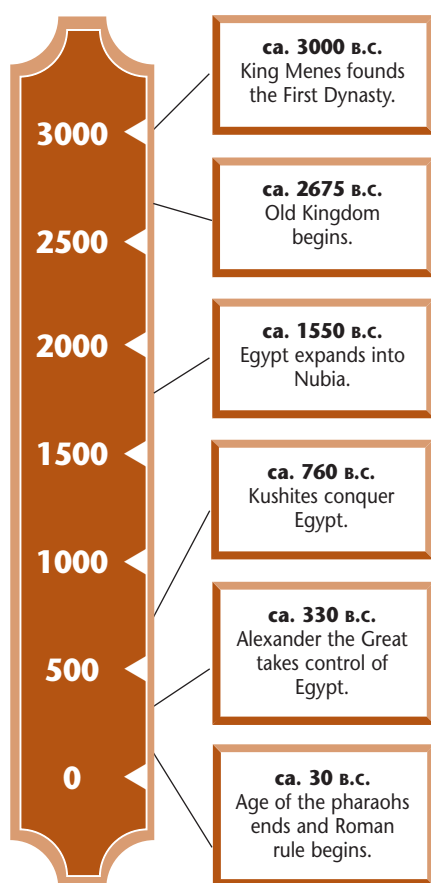 3000
2500
2000
1500
1000
500
0
ca. 3000 B.C.
King Menes founds
the First Dynasty.
ca. 2675 B.C.
Old Kingdom
begins.
ca. 1550 B.C.
Egypt expands into
Nubia.
ca. 760 B.C.
Kushites conquer
Egypt.
ca. 330 B.C.
Alexander the Great
takes control of
Egypt.
ca. 30 B.C.
Age of the pharaohs
ends and Roman
rule begins.